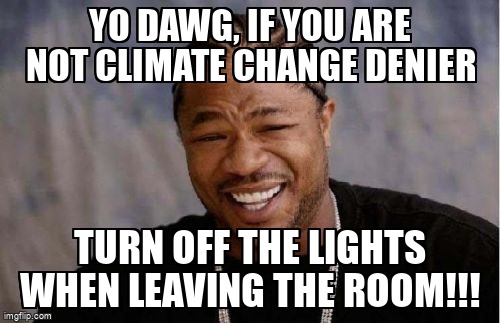 YO DAWG, IF YOU ARE
NOT CLIMATE CHANGE DENIER
TURN OFF THE LIGHTS
WHEN LEAVING THE ROOM!!!
imgflip.com